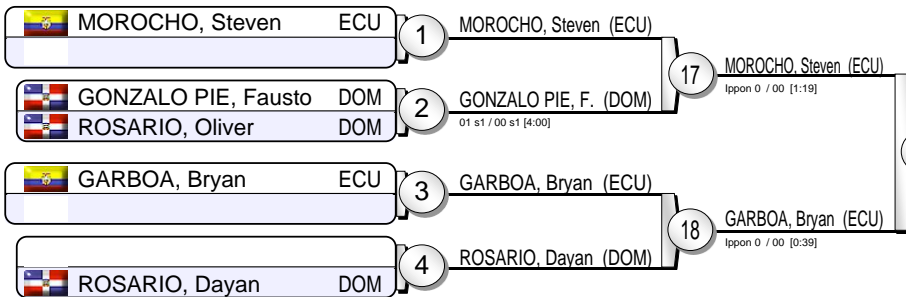 MOROCHO, Steven ECU
1
MOROCHO, Steven (ECU)
17
MOROCHO, Steven (ECU)
Ippon 0 / 00 [1:19]
GONZALO PIE, Fausto DOM
ROSARIO, Oliver DOM
2
GONZALO PIE, F. (DOM)
01 s1 / 00 s1 [4:00]
GARBOA, Bryan ECU
3
GARBOA, Bryan (ECU)
18
GARBOA, Bryan (ECU)
Ippon 0 / 00 [0:39]
4
ROSARIO, Dayan (DOM)
ROSARIO, Dayan DOM